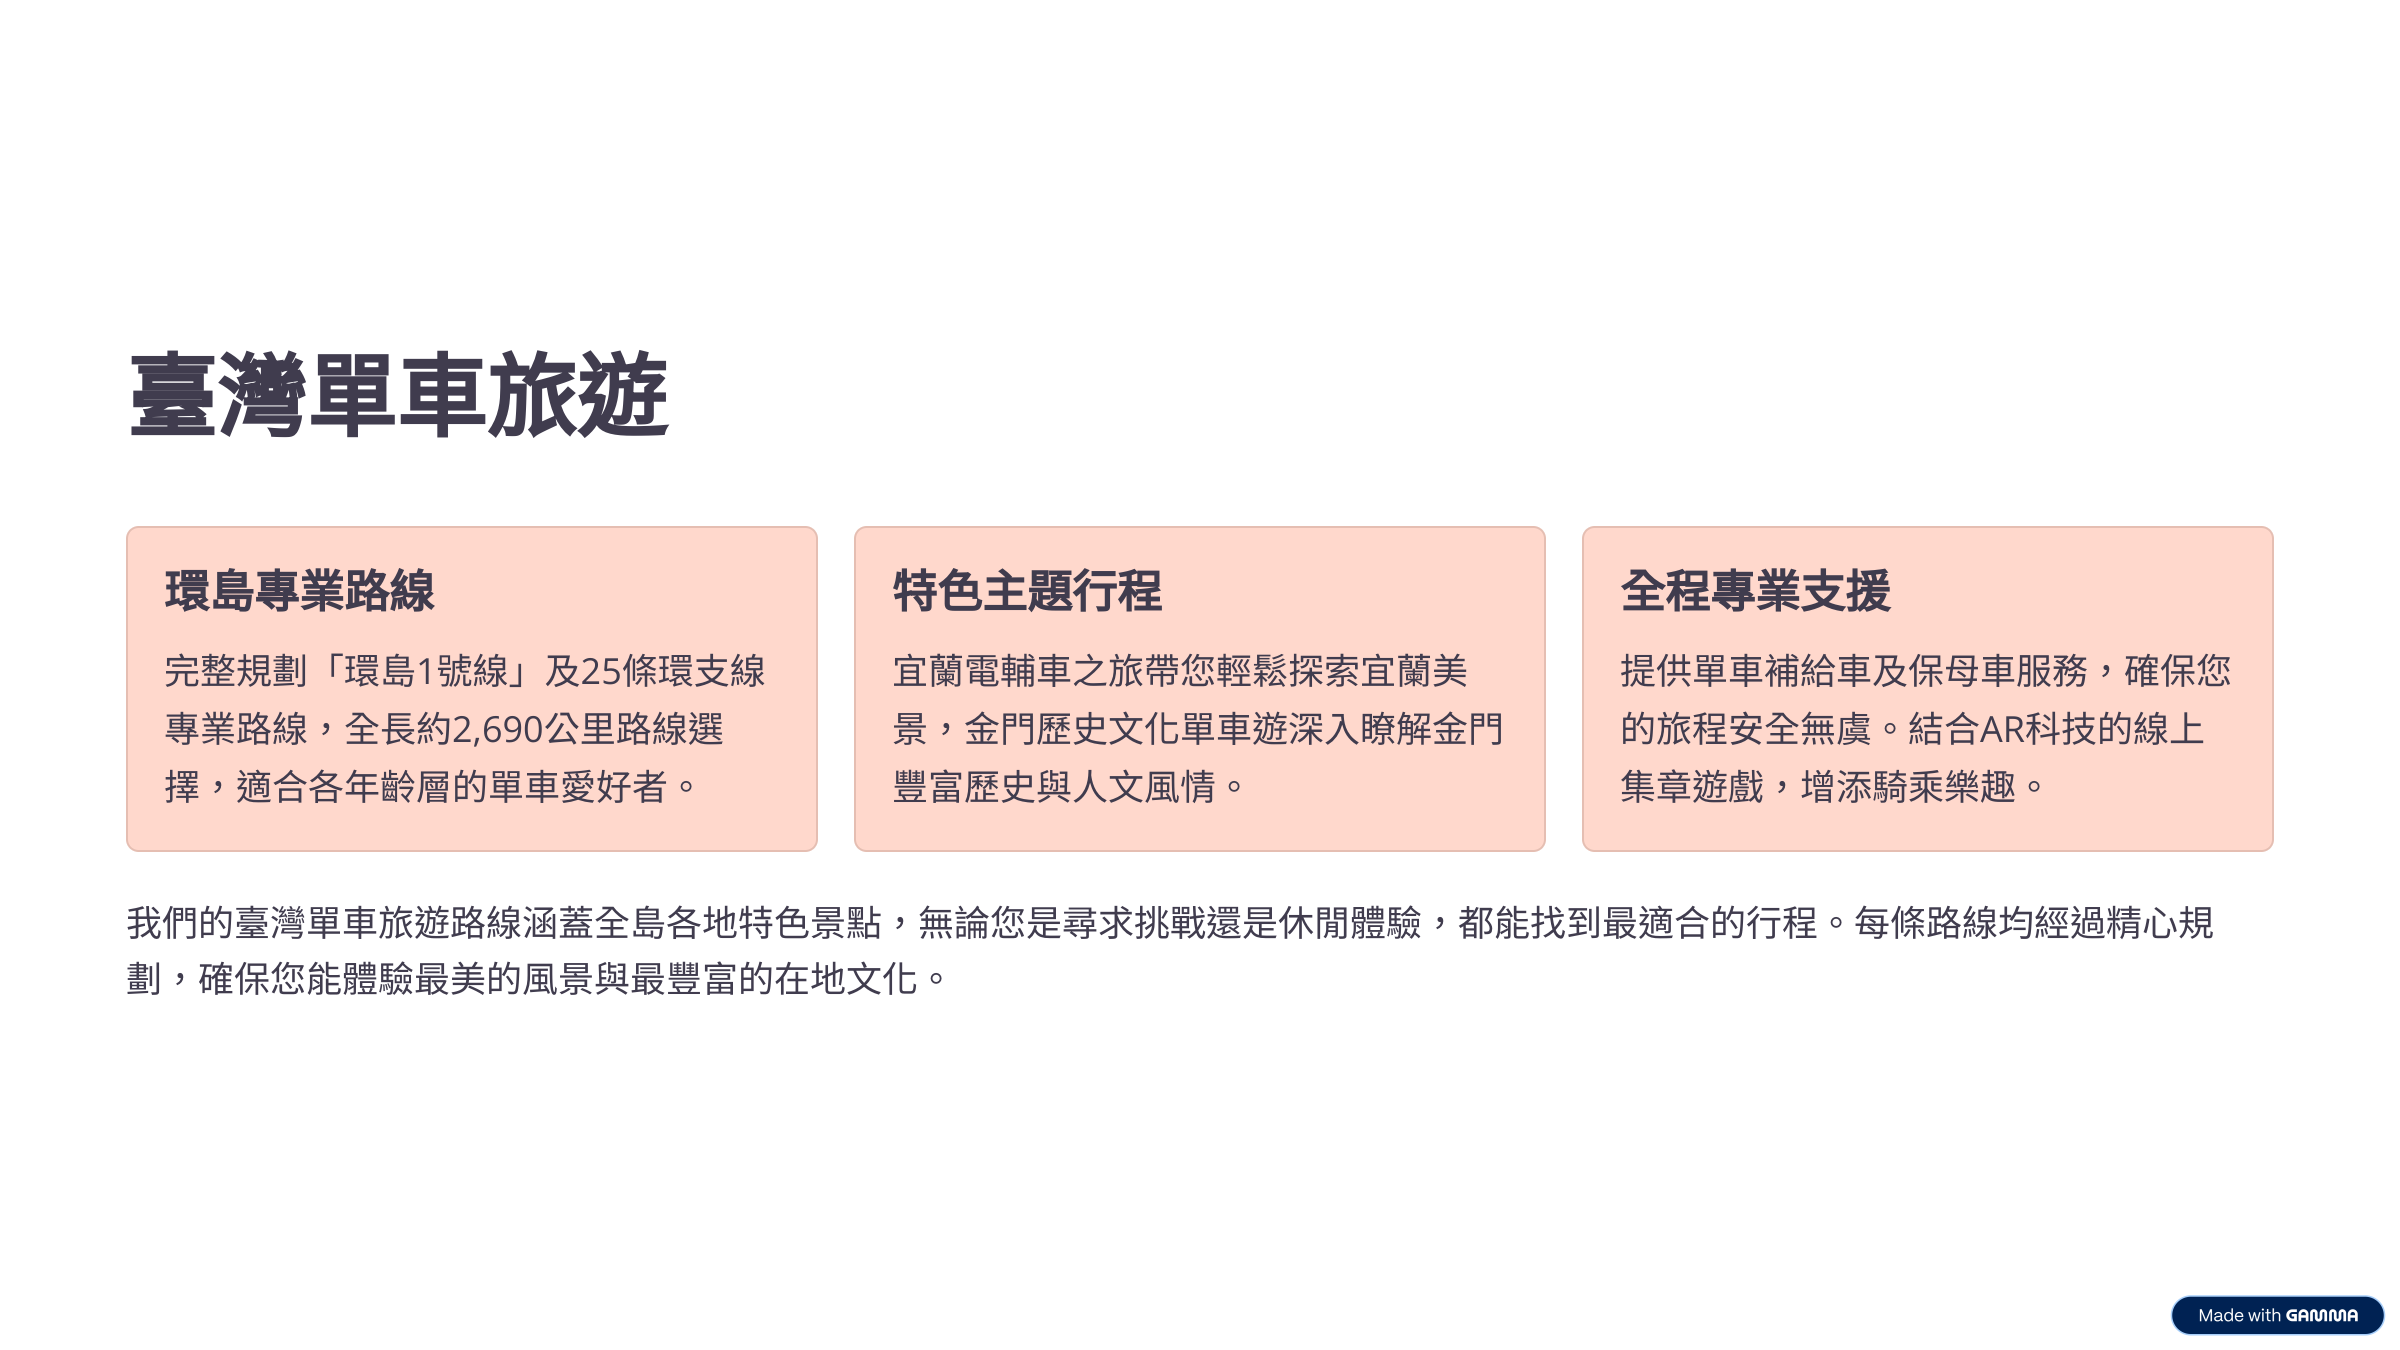 臺灣單車旅遊
環島專業路線
完整規劃「環島1號線」及25條環支線
專業路線，全長約2,690公里路線選
擇，適合各年齡層的單車愛好者。
特色主題行程
宜蘭電輔車之旅帶您輕鬆探索宜蘭美
景，金門歷史文化單車遊深入瞭解金門
豐富歷史與人文風情。
全程專業支援
提供單車補給車及保母車服務，確保您
的旅程安全無虞。結合AR科技的線上
集章遊戲，增添騎乘樂趣。
我們的臺灣單車旅遊路線涵蓋全島各地特色景點，無論您是尋求挑戰還是休閒體驗，都能找到最適合的行程。每條路線均經過精心規
劃，確保您能體驗最美的風景與最豐富的在地文化。
Made with GAMMA